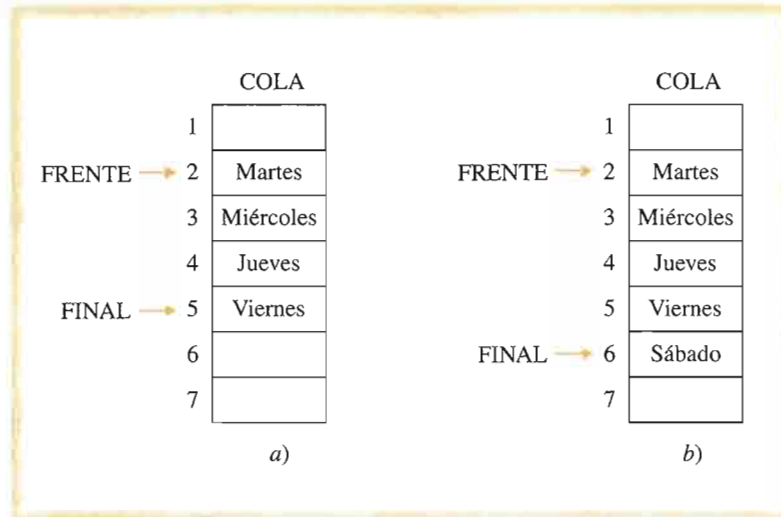 COLA
1
FRENTE 2 Martes
3 Miércoles
4 Jueves
FINAL 5 Viernes
6
7
a)
COLA
1
FRENTE 2 Martes
3 Miércoles
4 Jueves
5 Viernes
FINAL 6 Sábado
7
b)